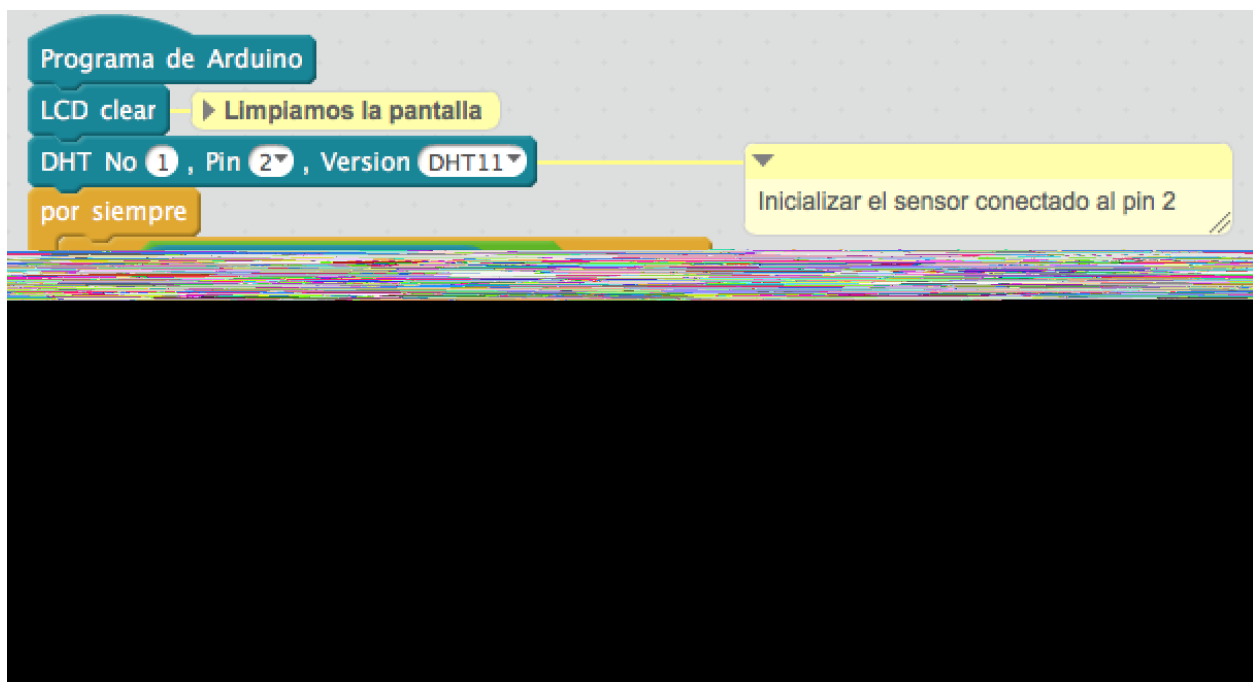 Programa de Arduino
LCD clear
Limpiamos la pantalla
DHT No 1 , Pin 2 , Version DHT11
Inicializar el sensor conectado al pin 2
por siempre